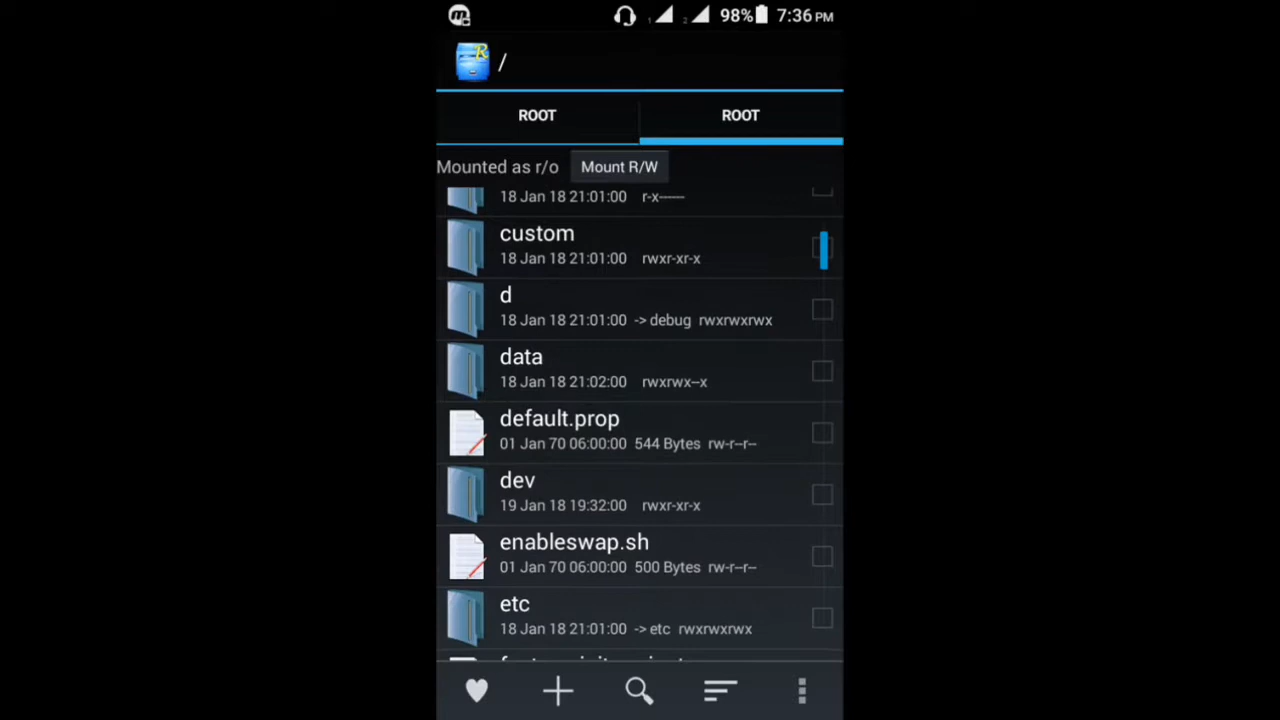 1 2 98% 7:36 PM
R /
ROOT ROOT
Mounted as r/o Mount R/W
18 Jan 18 21:01:00 r-x------
custom
18 Jan 18 21:01:00 rwxr-xr-x
d
18 Jan 18 21:01:00 -> debug rwxrwxrwx
data
18 Jan 18 21:02:00 rwxrwx--x
default.prop
01 Jan 70 06:00:00 544 Bytes rw-r--r--
dev
19 Jan 18 19:32:00 rwxr-xr-x
enableswap.sh
01 Jan 70 06:00:00 500 Bytes rw-r--r--
etc
18 Jan 18 21:01:00 -> etc rwxrwxrwx